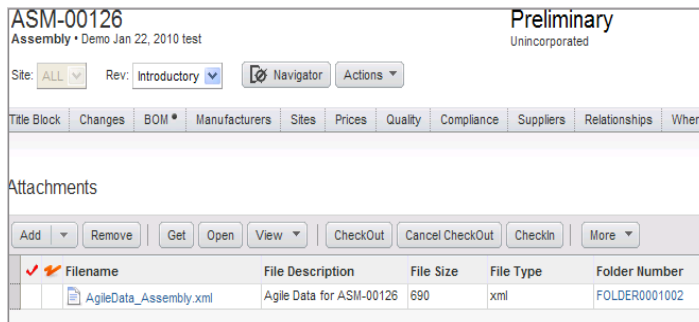 ASM-00126 Preliminary
Assembly • Demo Jan 22, 2010 test Unincorporated
Site: ALL Rev: Introductory Navigator Actions
Title Block Changes BOM • Manufacturers Sites Prices Quality Compliance Suppliers Relationships Wher
Attachments
Add Remove Get Open View CheckOut Cancel CheckOut CheckIn More
Filename File Description File Size File Type Folder Number
AgileData_Assembly.xml Agile Data for ASM-00126 690 xml FOLDER0001002